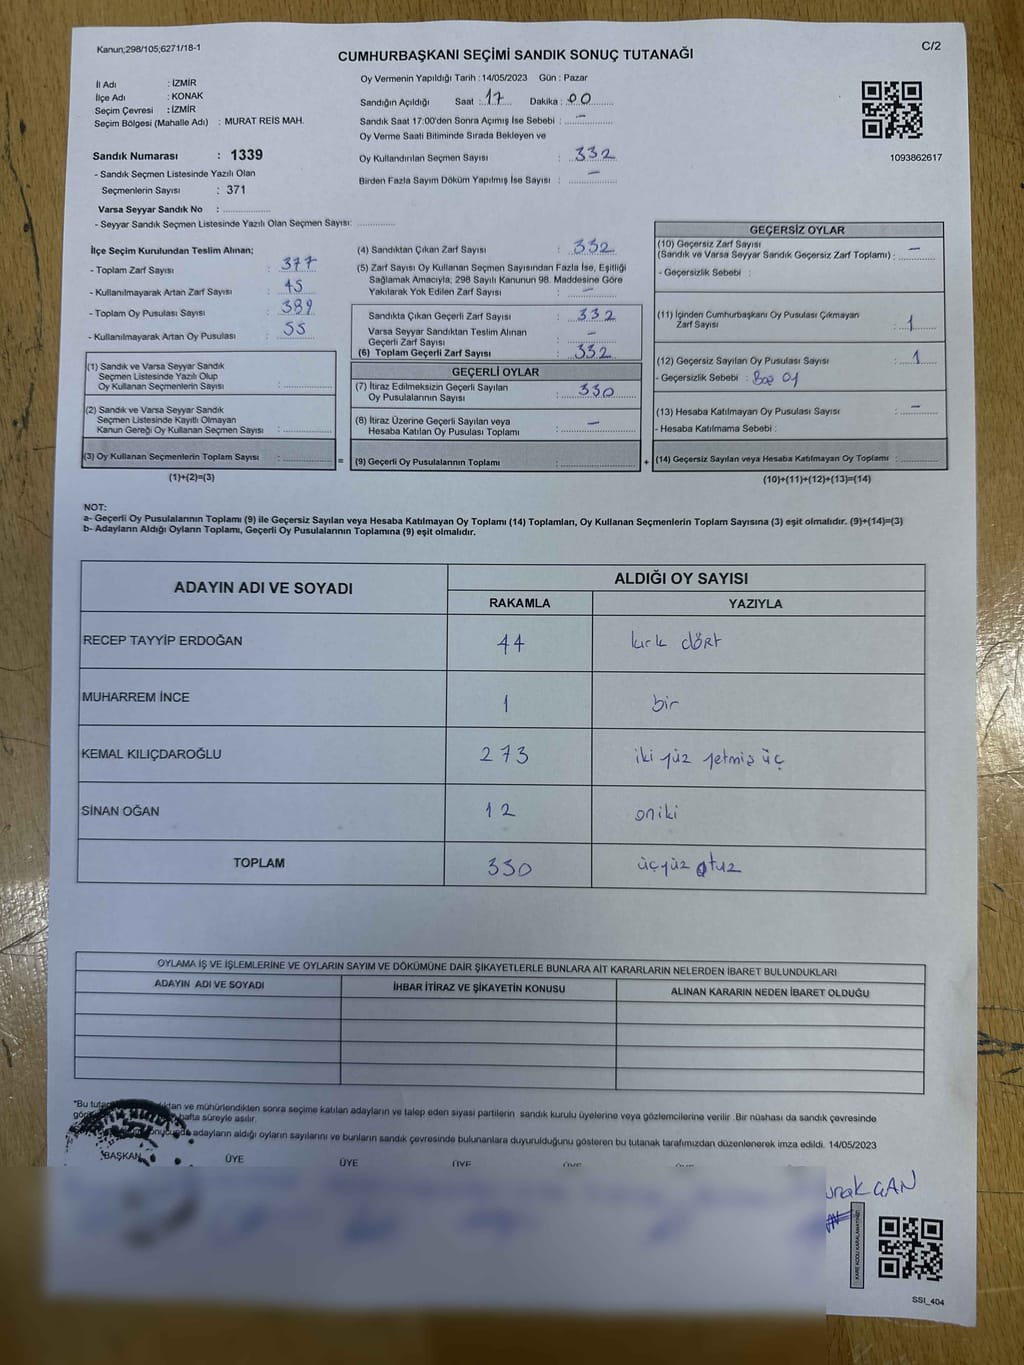 Kanun;298/105;6271/18-1
C/2
CUMHURBAŞKANI SEÇİMİ SANDIK SONUÇ TUTANAĞI
İl Adı : İZMİR
İlçe Adı : KONAK
Seçim Çevresi : İZMİR
Seçim Bölgesi (Mahalle Adı) : MURAT REİS MAH.
Sandık Numarası : 1339
- Sandık Seçmen Listesinde Yazılı Olan
Seçmenlerin Sayısı : 371
Varsa Seyyar Sandık No :
- Seyyar Sandık Seçmen Listesinde Yazılı Olan Seçmen Sayısı:
Oy Vermenin Yapıldığı Tarih : 14/05/2023 Gün : Pazar
Sandığın Açıldığı Saat : 17 Dakika : 00
Sandık Saat 17:00'den Sonra Açılmış İse Sebebi : –
Oy Verme Saati Bitiminde Sırada Bekleyen ve
Oy Kullandırılan Seçmen Sayısı : 332
Birden Fazla Sayım Döküm Yapılmış İse Sayısı : –
1093862617
İlçe Seçim Kurulundan Teslim Alınan;
- Toplam Zarf Sayısı : 377
- Kullanılmayarak Artan Zarf Sayısı : 45
- Toplam Oy Pusulası Sayısı : 389
- Kullanılmayarak Artan Oy Pusulası : 55
(1) Sandık ve Varsa Seyyar Sandık
Seçmen Listesinde Yazılı Olup
Oy Kullanan Seçmenlerin Sayısı :
(2) Sandık ve Varsa Seyyar Sandık
Seçmen Listesinde Kayıtlı Olmayan
Kanun Gereği Oy Kullanan Seçmen Sayısı :
(3) Oy Kullanan Seçmenlerin Toplam Sayısı :
(1)+(2)=(3)
(4) Sandıktan Çıkan Zarf Sayısı : 332
(5) Zarf Sayısı Oy Kullanan Seçmen Sayısından Fazla İse, Eşitliği
Sağlamak Amacıyla; 298 Sayılı Kanunun 98. Maddesine Göre
Yakılarak Yok Edilen Zarf Sayısı : –
Sandıkta Çıkan Geçerli Zarf Sayısı : 332
Varsa Seyyar Sandıktan Teslim Alınan
Geçerli Zarf Sayısı : –
(6) Toplam Geçerli Zarf Sayısı : 332
GEÇERLİ OYLAR
(7) İtiraz Edilmeksizin Geçerli Sayılan
Oy Pusulalarının Sayısı : 330
(8) İtiraz Üzerine Geçerli Sayılan veya
Hesaba Katılan Oy Pusulası Toplamı : –
= (9) Geçerli Oy Pusulalarının Toplamı :
GEÇERSİZ OYLAR
(10) Geçersiz Zarf Sayısı
(Sandık ve Varsa Seyyar Sandık Geçersiz Zarf Toplamı) : –
- Geçersizlik Sebebi :
(11) İçinden Cumhurbaşkanı Oy Pusulası Çıkmayan
Zarf Sayısı : 1
(12) Geçersiz Sayılan Oy Pusulası Sayısı : 1
- Geçersizlik Sebebi : Boş Oy
(13) Hesaba Katılmayan Oy Pusulası Sayısı : –
- Hesaba Katılmama Sebebi :
+ (14) Geçersiz Sayılan veya Hesaba Katılmayan Oy Toplamı :
(10)+(11)+(12)+(13)=(14)
NOT:
a- Geçerli Oy Pusulalarının Toplamı (9) ile Geçersiz Sayılan veya Hesaba Katılmayan Oy Toplamı (14) Toplamları, Oy Kullanan Seçmenlerin Toplam Sayısına (3) eşit olmalıdır. (9)+(14)=(3)
b- Adayların Aldığı Oyların Toplamı, Geçerli Oy Pusulalarının Toplamına (9) eşit olmalıdır.
ADAYIN ADI VE SOYADI
ALDIĞI OY SAYISI
RAKAMLA YAZIYLA
RECEP TAYYİP ERDOĞAN 44 kırk dört
MUHARREM İNCE 1 bir
KEMAL KILIÇDAROĞLU 273 iki yüz yetmiş üç
SİNAN OĞAN 12 oniki
TOPLAM 330 üçyüz otuz
OYLAMA İŞ VE İŞLEMLERİNE VE OYLARIN SAYIM VE DÖKÜMÜNE DAİR ŞİKAYETLERLE BUNLARA AİT KARARLARIN NELERDEN İBARET BULUNDUKLARI
ADAYIN ADI VE SOYADI İHBAR İTİRAZ VE ŞİKAYETİN KONUSU ALINAN KARARIN NEDEN İBARET OLDUĞU
"Bu ve mühürlendikten sonra seçime katılan adayların ve talep eden siyasi partilerin sandık kurulu üyelerine veya gözlemcilerine verilir .Bir nüshası da sandık çevresinde
hafta süreyle asılır.
adayların aldığı oyların sayılarını ve bunların sandık çevresinde bulunanlara duyurulduğunu gösteren bu tutanak tarafımızdan düzenlenerek imza edildi. 14/05/2023
BAŞKAN ÜYE ÜYE ÜYE ÜYE ÜYE
KARE KODU KARALAMAYINIZ!
SSI_404